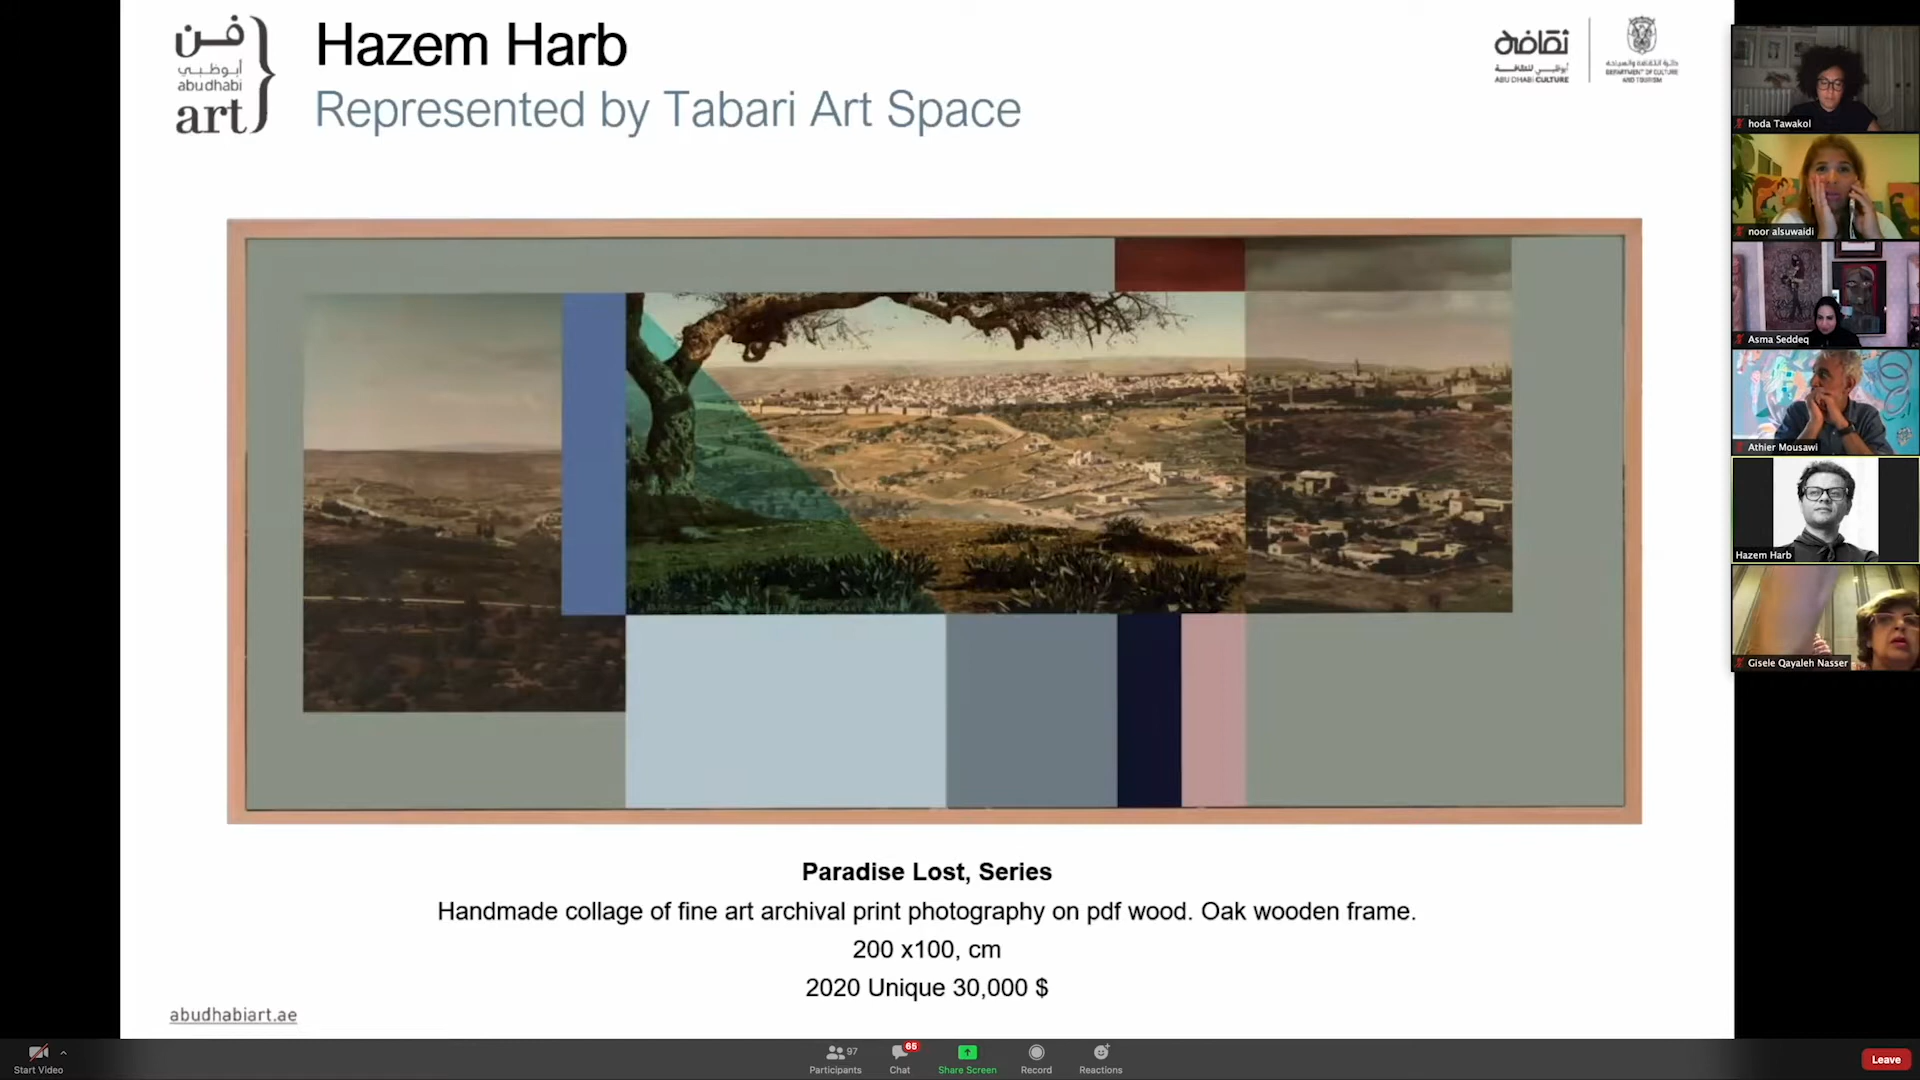 فن
أبوظبي
abu dhabi
art
Hazem Harb
Represented by Tabari Art Space
ثقافة
أبوظبي للثقافة
ABU DHABI CULTURE
دائرة الثقافة والسياحة
DEPARTMENT OF CULTURE
AND TOURISM
hoda Tawakol
noor alsuwaidi
Asma Seddeq
Athier Mousawi
Hazem Harb
Gisele Qayaleh Nasser
Paradise Lost, Series
Handmade collage of fine art archival print photography on pdf wood. Oak wooden frame.
200 x100, cm
2020 Unique 30,000 $
abudhabiart.ae
Start Video
97
Participants
65
Chat
Share Screen
Record
Reactions
Leave